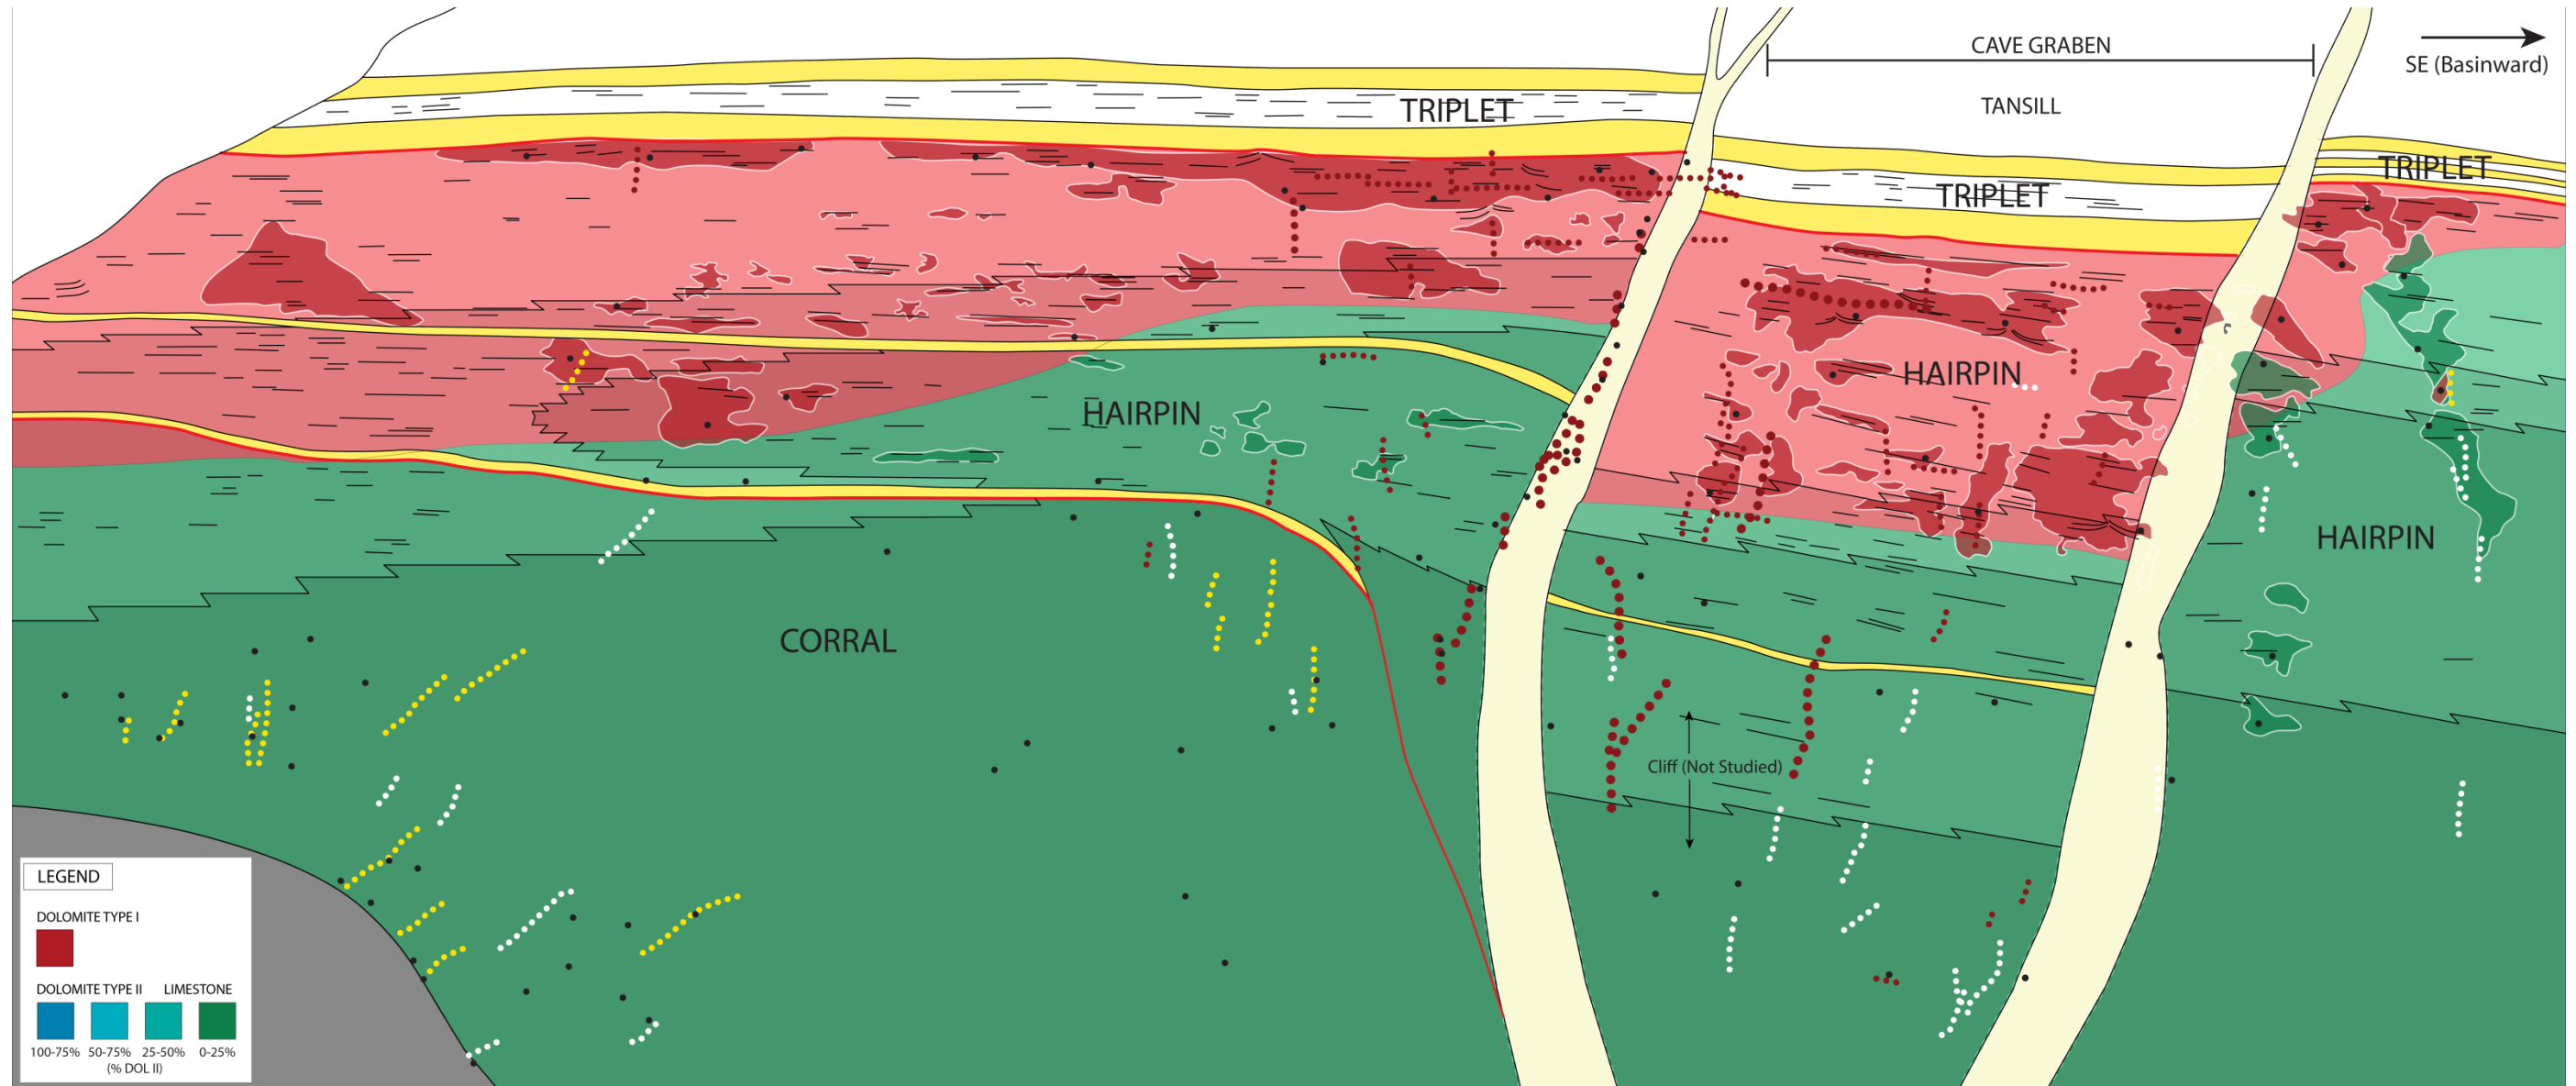 CAVE GRABEN
SE (Basinward)
TANSILL
TRIPLET
TRIPLET
TRIPLET
HAIRPIN
HAIRPIN
HAIRPIN
CORRAL
Cliff (Not Studied)
LEGEND
DOLOMITE TYPE I
DOLOMITE TYPE II LIMESTONE
100-75% 50-75% 25-50% 0-25%
(% DOL II)